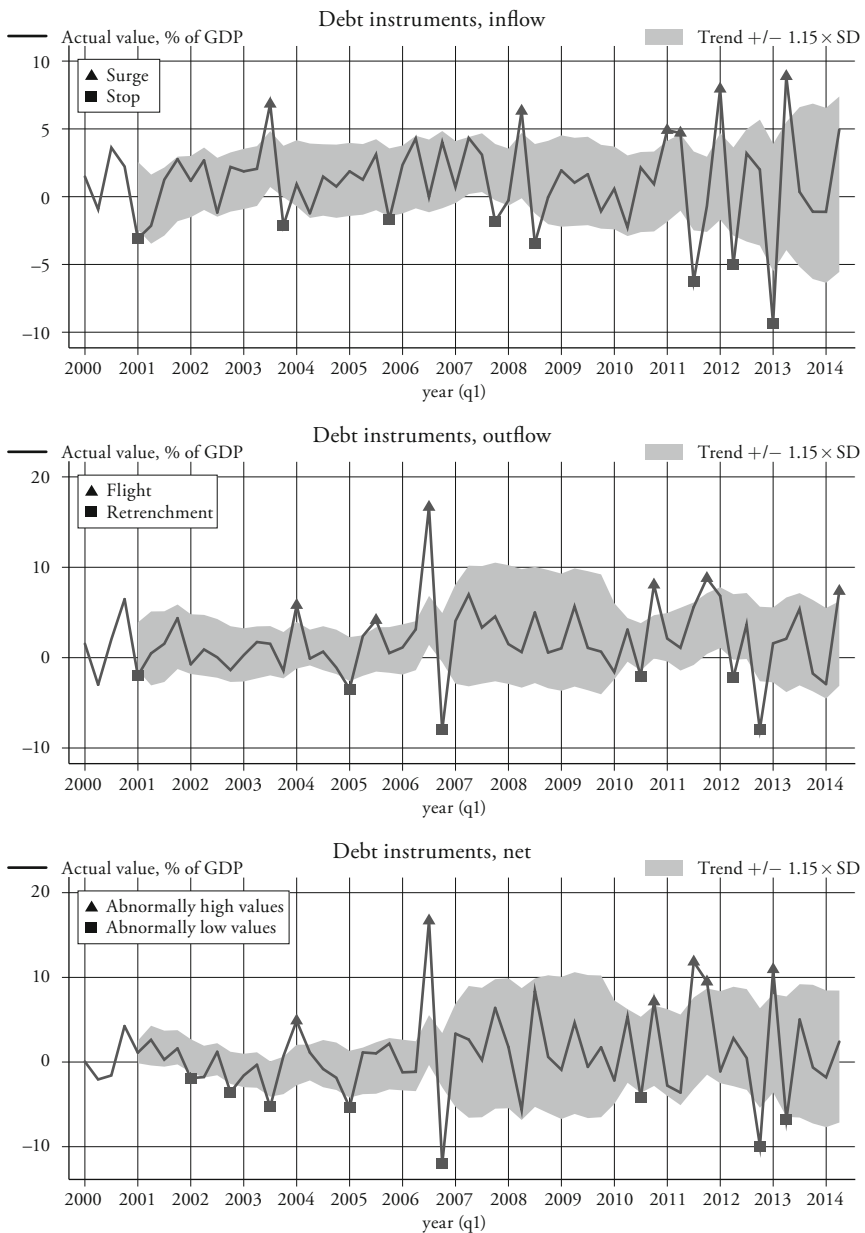 Debt instruments, inflow
Actual value, % of GDP
Trend +/− 1.15 × SD
▲ Surge
■ Stop
10
5
0
−5
−10
2000 2001 2002 2003 2004 2005 2006 2007 2008 2009 2010 2011 2012 2013 2014
year (q1)
Debt instruments, outflow
Actual value, % of GDP
Trend +/− 1.15 × SD
▲ Flight
■ Retrenchment
20
10
0
−10
2000 2001 2002 2003 2004 2005 2006 2007 2008 2009 2010 2011 2012 2013 2014
year (q1)
Debt instruments, net
Actual value, % of GDP
Trend +/− 1.15 × SD
▲ Abnormally high values
■ Abnormally low values
20
10
0
−10
2000 2001 2002 2003 2004 2005 2006 2007 2008 2009 2010 2011 2012 2013 2014
year (q1)